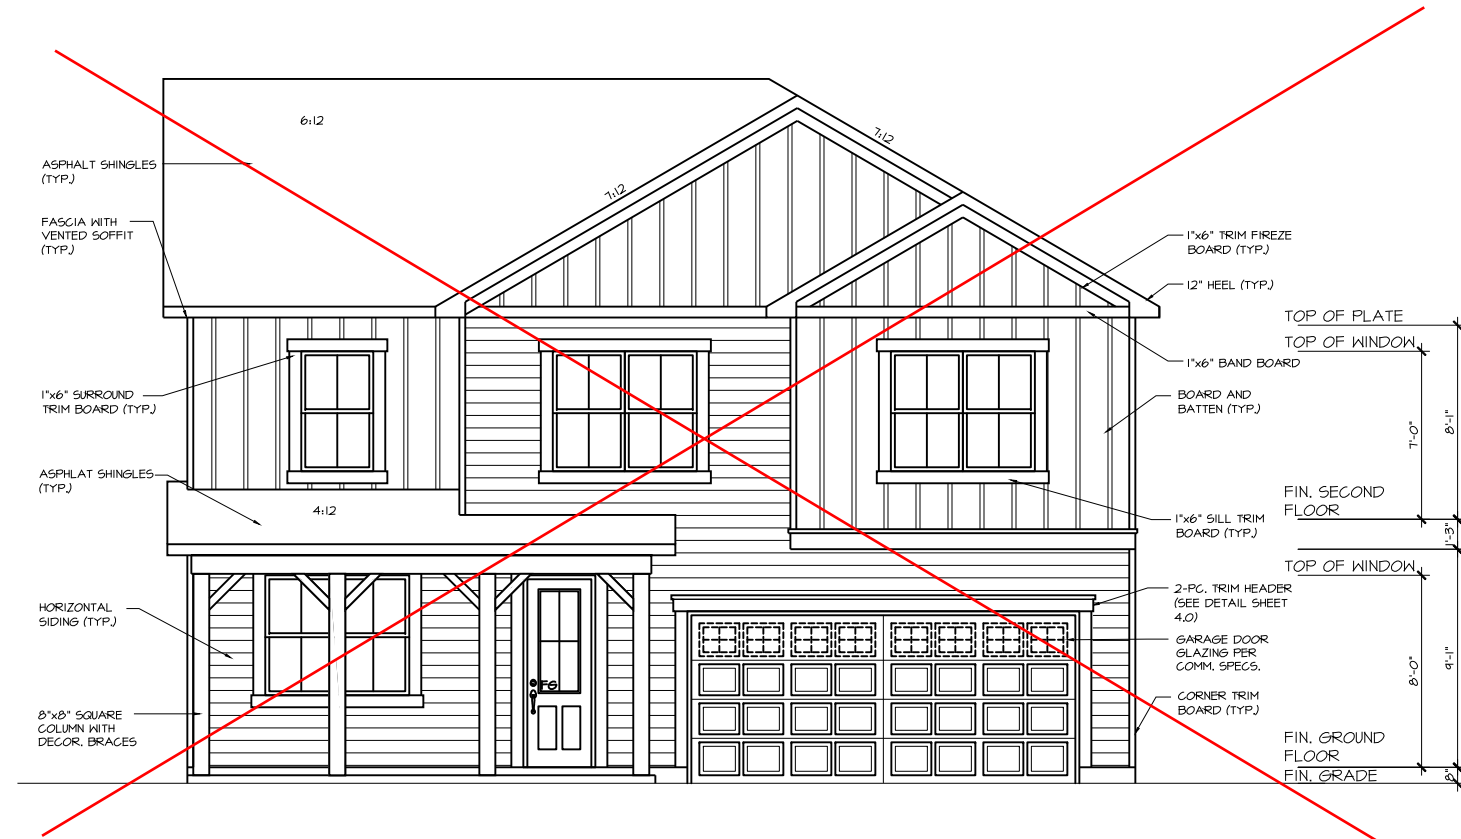 6:12
7:12
7:12
4:12
ASPHALT SHINGLES
(TYP.)
FASCIA WITH
VENTED SOFFIT
(TYP.)
1"x6" SURROUND
TRIM BOARD (TYP.)
ASPHLAT SHINGLES
(TYP.)
HORIZONTAL
SIDING (TYP.)
8"x8" SQUARE
COLUMN WITH
DECOR. BRACES
FG
1"x6" TRIM FIREZE
BOARD (TYP.)
12" HEEL (TYP.)
1"x6" BAND BOARD
BOARD AND
BATTEN (TYP.)
1"x6" SILL TRIM
BOARD (TYP.)
2-PC. TRIM HEADER
(SEE DETAIL SHEET
4.0)
GARAGE DOOR
GLAZING PER
COMM. SPECS.
CORNER TRIM
BOARD (TYP.)
TOP OF PLATE
TOP OF WINDOW
7'-0"
8'-1"
FIN. SECOND
FLOOR
1'-3"
TOP OF WINDOW
8'-0"
9'-1"
FIN. GROUND
FLOOR
FIN. GRADE
8"